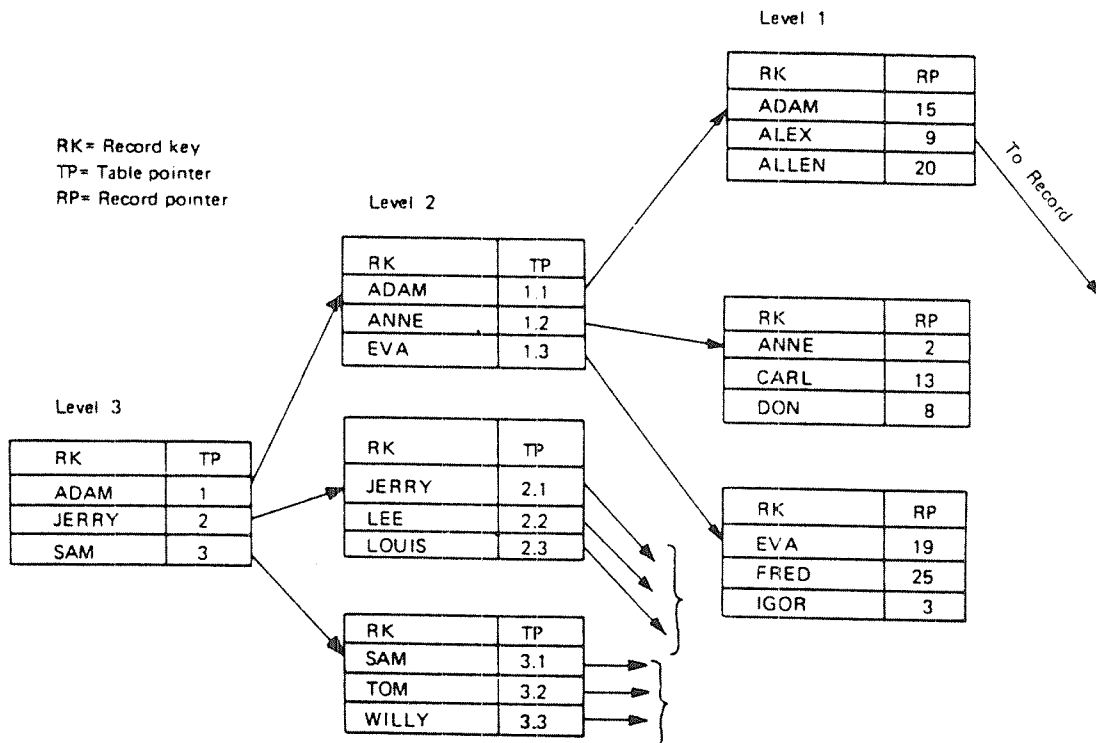 Level 1
RK RP
ADAM 15
ALEX 9
ALLEN 20
To Record
RK= Record key
TP= Table pointer
RP= Record pointer
Level 2
RK TP
ADAM 1.1
ANNE 1.2
EVA 1.3
RK RP
ANNE 2
CARL 13
DON 8
Level 3
RK TP
ADAM 1
JERRY 2
SAM 3
RK TP
JERRY 2.1
LEE 2.2
LOUIS 2.3
RK RP
EVA 19
FRED 25
IGOR 3
RK TP
SAM 3.1
TOM 3.2
WILLY 3.3